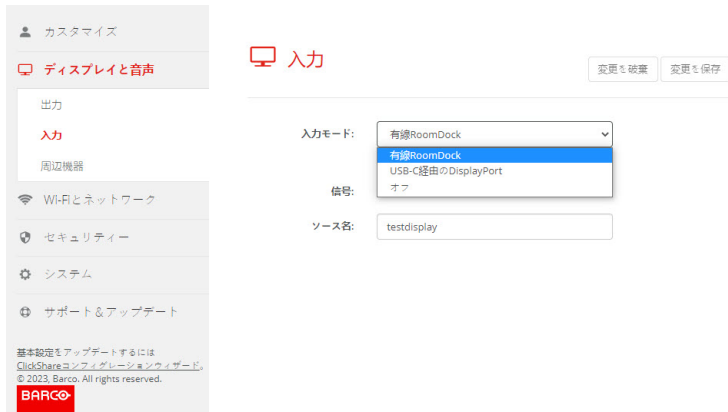 カスタマイズ
ディスプレイと音声
出力
入力
周辺機器
Wi-Fiとネットワーク
セキュリティー
システム
サポート＆アップデート
基本設定をアップデートするには
ClickShareコンフィグレーションウィザード。
© 2023, Barco. All rights reserved.
BARCO
入力
変更を破棄 変更を保存
入力モード: 有線RoomDock
有線RoomDock
USB-C経由のDisplayPort
オフ
信号:
ソース名: testdisplay